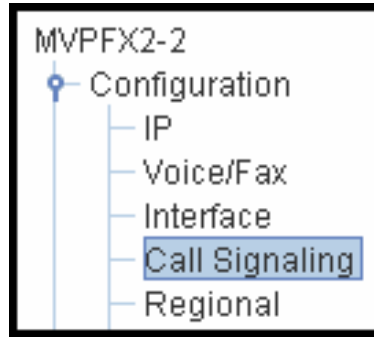 MVPFX2-2
Configuration
IP
Voice/Fax
Interface
Call Signaling
Regional